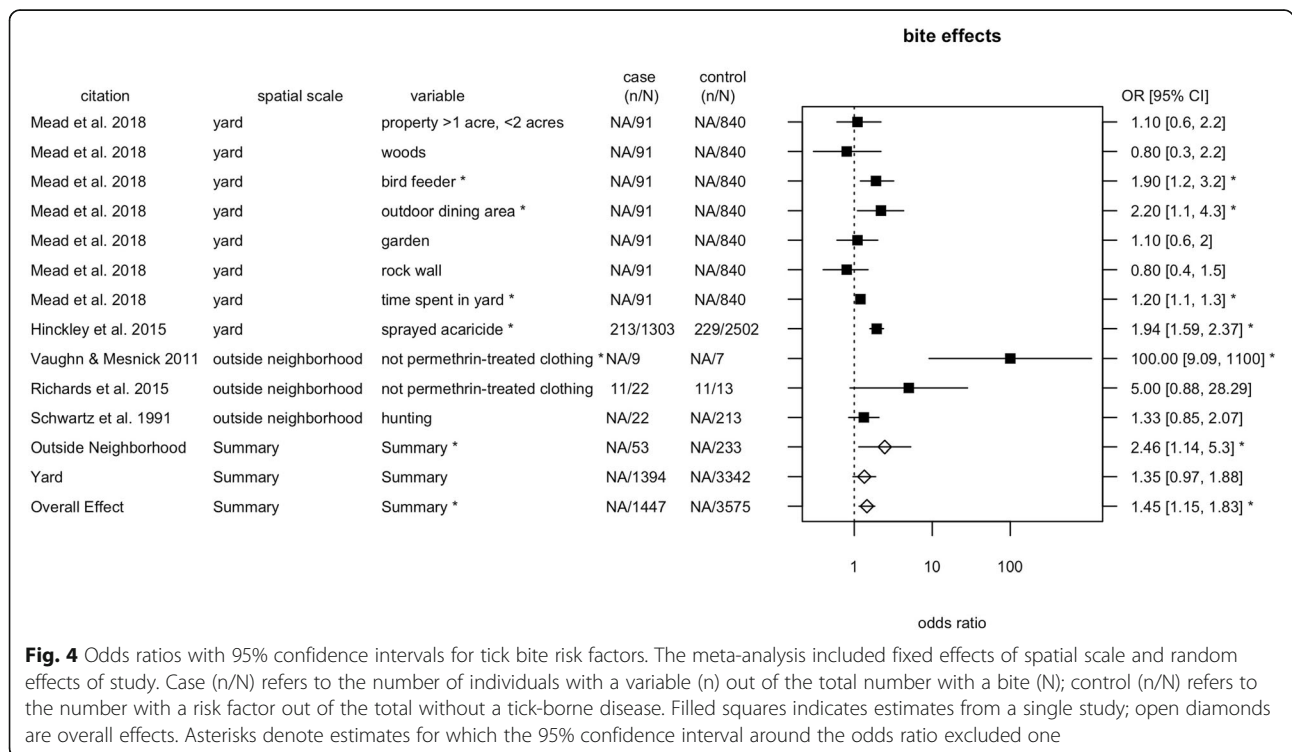 bite effects
case control
citation spatial scale variable (n/N) (n/N) OR [95% CI]
Mead et al. 2018 yard property >1 acre, <2 acres NA/91 NA/840 1.10 [0.6, 2.2]
Mead et al. 2018 yard woods NA/91 NA/840 0.80 [0.3, 2.2]
Mead et al. 2018 yard bird feeder * NA/91 NA/840 1.90 [1.2, 3.2] *
Mead et al. 2018 yard outdoor dining area * NA/91 NA/840 2.20 [1.1, 4.3] *
Mead et al. 2018 yard garden NA/91 NA/840 1.10 [0.6, 2]
Mead et al. 2018 yard rock wall NA/91 NA/840 0.80 [0.4, 1.5]
Mead et al. 2018 yard time spent in yard * NA/91 NA/840 1.20 [1.1, 1.3] *
Hinckley et al. 2015 yard sprayed acaricide * 213/1303 229/2502 1.94 [1.59, 2.37] *
Vaughn & Mesnick 2011 outside neighborhood not permethrin-treated clothing * NA/9 NA/7 100.00 [9.09, 1100] *
Richards et al. 2015 outside neighborhood not permethrin-treated clothing 11/22 11/13 5.00 [0.88, 28.29]
Schwartz et al. 1991 outside neighborhood hunting NA/22 NA/213 1.33 [0.85, 2.07]
Outside Neighborhood Summary Summary * NA/53 NA/233 2.46 [1.14, 5.3] *
Yard Summary Summary NA/1394 NA/3342 1.35 [0.97, 1.88]
Overall Effect Summary Summary * NA/1447 NA/3575 1.45 [1.15, 1.83] *
1 10 100
odds ratio
Fig. 4 Odds ratios with 95% confidence intervals for tick bite risk factors. The meta-analysis included fixed effects of spatial scale and random
effects of study. Case (n/N) refers to the number of individuals with a variable (n) out of the total number with a bite (N); control (n/N) refers to
the number with a risk factor out of the total without a tick-borne disease. Filled squares indicates estimates from a single study; open diamonds
are overall effects. Asterisks denote estimates for which the 95% confidence interval around the odds ratio excluded one